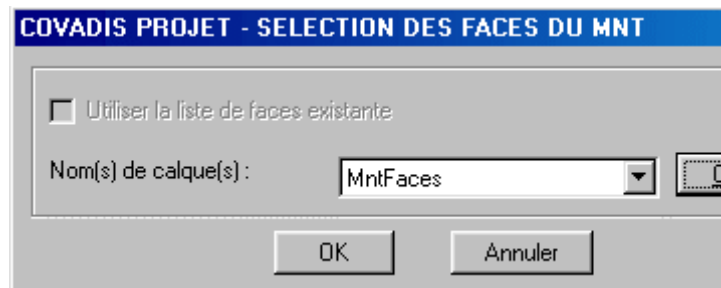 COVADIS PROJET - SELECTION DES FACES DU MNT
Utiliser la liste de faces existante
Nom(s) de calque(s) : MntFaces
OK Annuler